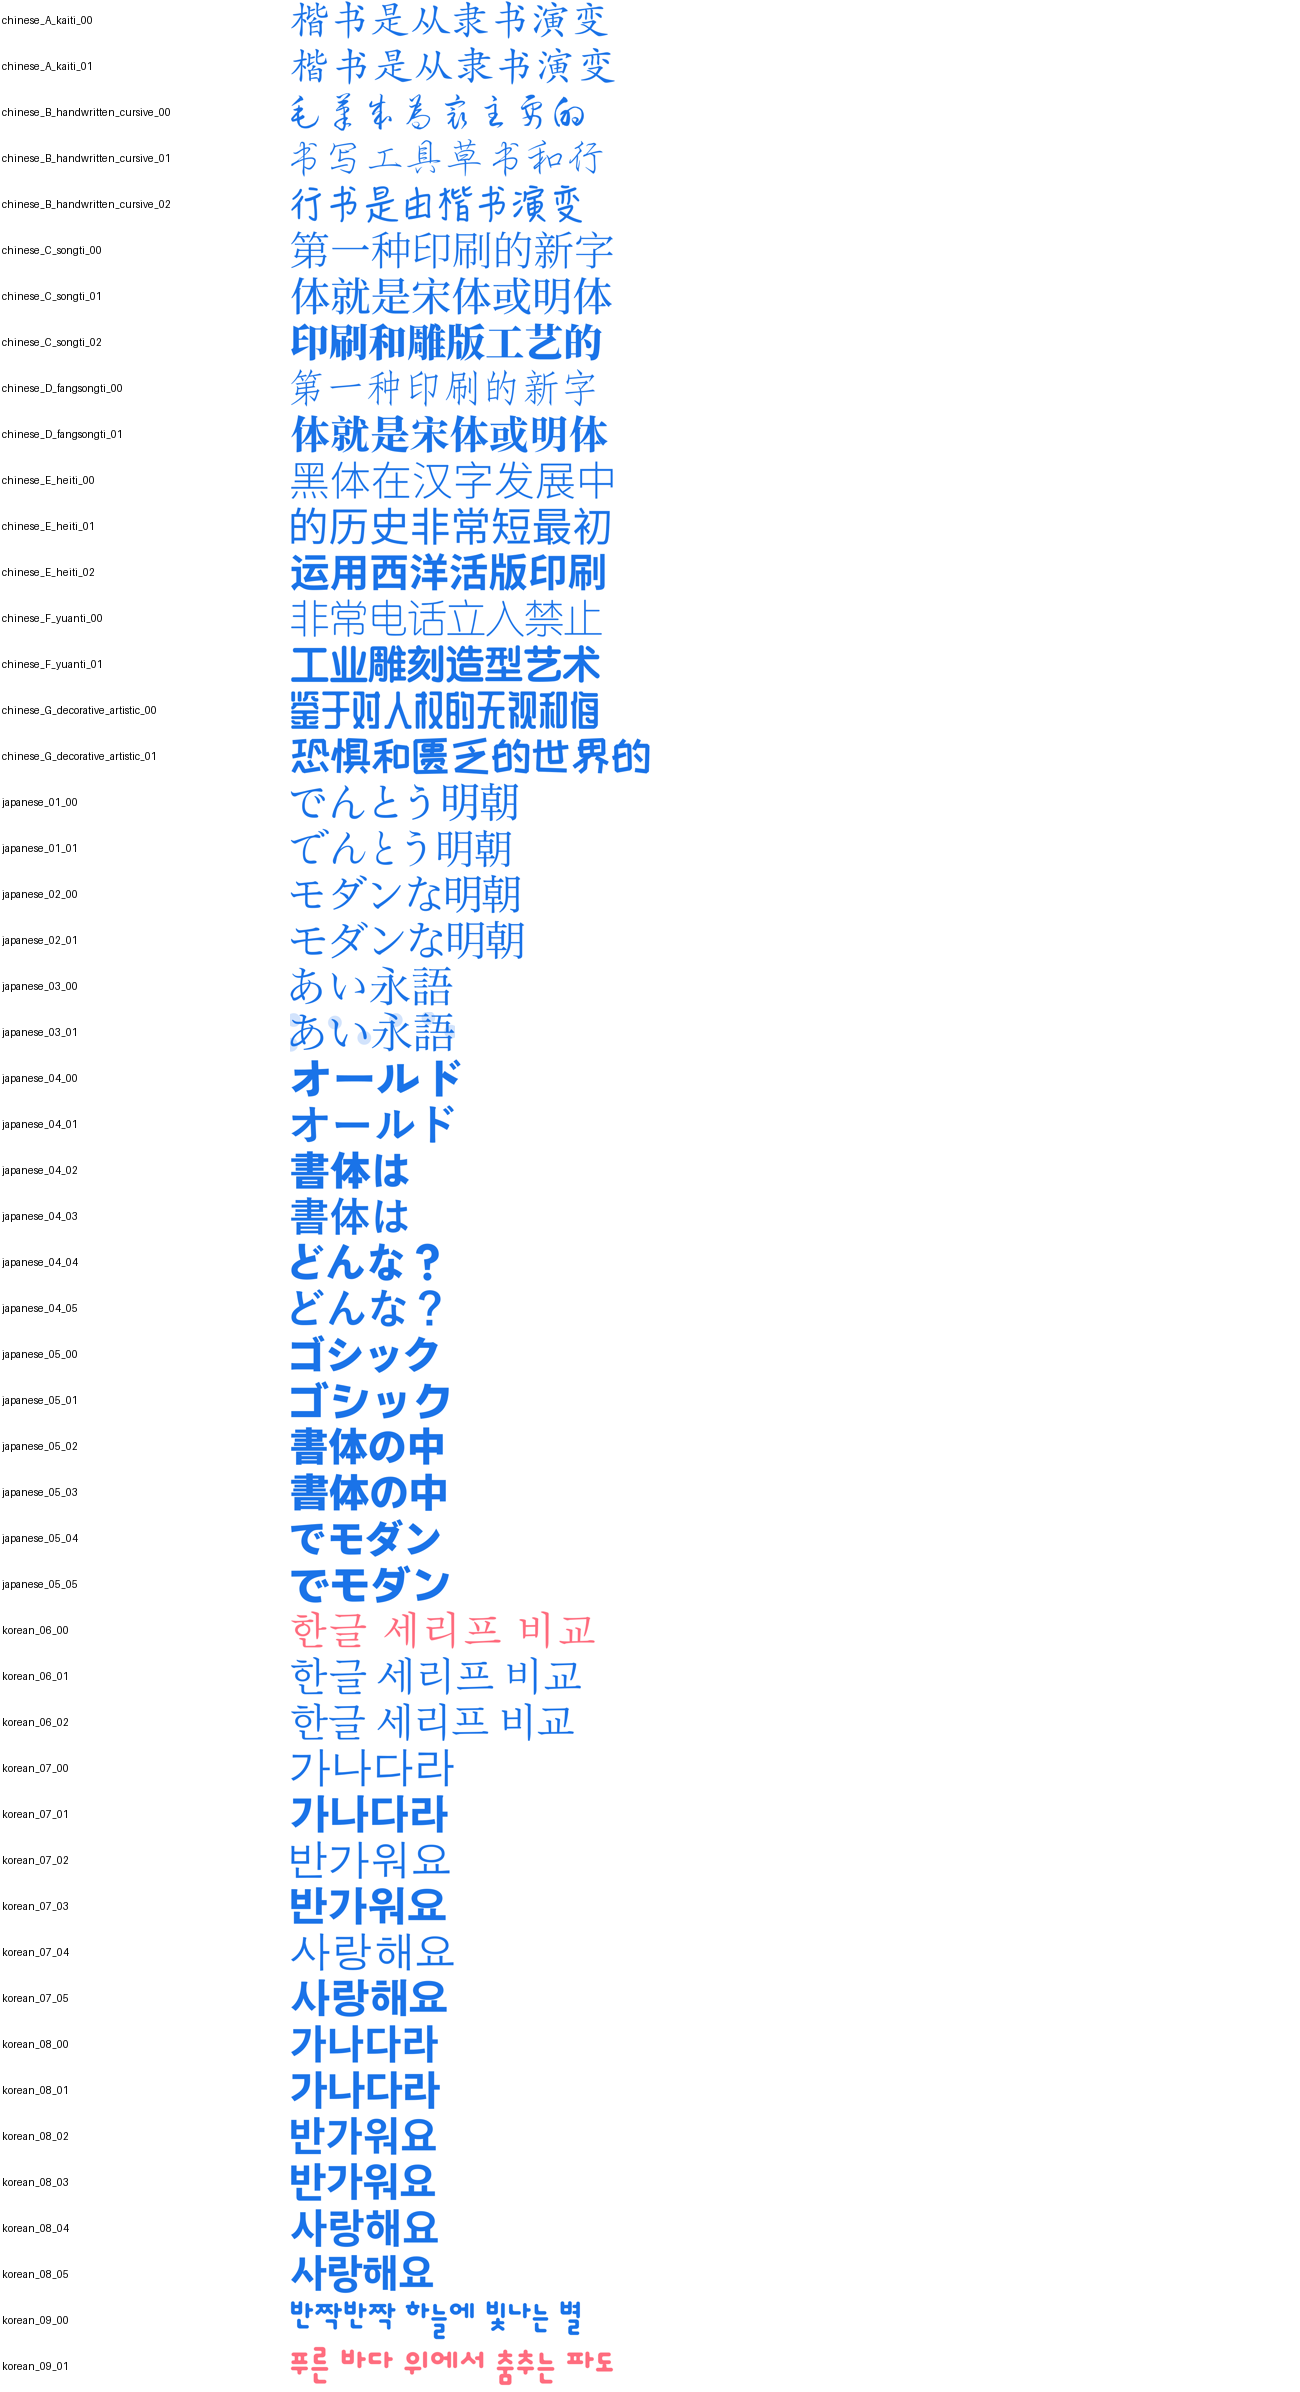 chinese_A_kaiti_00 楷书是从隶书演变
chinese_A_kaiti_01 楷书是从隶书演变
chinese_B_handwritten_cursive_00 毛笔书写为主要的
chinese_B_handwritten_cursive_01 书写工具草书和行
chinese_B_handwritten_cursive_02 行书是由楷书演变
chinese_C_songti_00 第一种印刷的新字
chinese_C_songti_01 体就是宋体或明体
chinese_C_songti_02 印刷和雕版工艺的
chinese_D_fangsongti_00 第一种印刷的新字
chinese_D_fangsongti_01 体就是宋体或明体
chinese_E_heiti_00 黑体在汉字发展中
chinese_E_heiti_01 的历史非常短最初
chinese_E_heiti_02 运用西洋活版印刷
chinese_F_yuanti_00 非常电话立入禁止
chinese_F_yuanti_01 工业雕刻造型艺术
chinese_G_decorative_artistic_00 鉴于对人权的无视和侮
chinese_G_decorative_artistic_01 恐惧和匮乏的世界的
japanese_01_00 でんとう明朝
japanese_01_01 でんとう明朝
japanese_02_00 モダンな明朝
japanese_02_01 モダンな明朝
japanese_03_00 あい永語
japanese_03_01 あい永語
japanese_04_00 オールド
japanese_04_01 オールド
japanese_04_02 書体は
japanese_04_03 書体は
japanese_04_04 どんな？
japanese_04_05 どんな？
japanese_05_00 ゴシック
japanese_05_01 ゴシック
japanese_05_02 書体の中
japanese_05_03 書体の中
japanese_05_04 でモダン
japanese_05_05 でモダン
korean_06_00 한글 세리프 비교
korean_06_01 한글 세리프 비교
korean_06_02 한글 세리프 비교
korean_07_00 가나다라
korean_07_01 가나다라
korean_07_02 반가워요
korean_07_03 반가워요
korean_07_04 사랑해요
korean_07_05 사랑해요
korean_08_00 가나다라
korean_08_01 가나다라
korean_08_02 반가워요
korean_08_03 반가워요
korean_08_04 사랑해요
korean_08_05 사랑해요
korean_09_00 반짝반짝 하늘에 빛나는 별
korean_09_01 푸른 바다 위에서 춤추는 파도